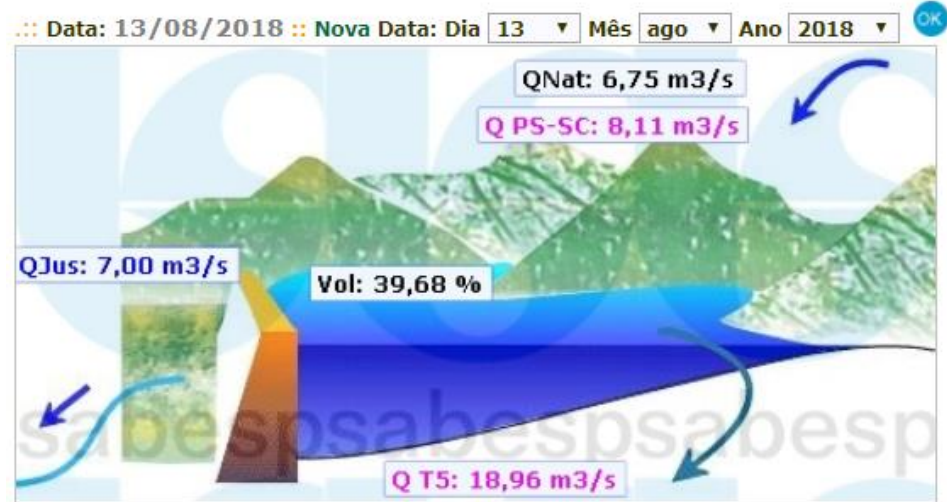 .:: Data: 13/08/2018 :: Nova Data: Dia 13 ▼ Mês ago ▼ Ano 2018 ▼ OK
QNat: 6,75 m3/s
Q PS-SC: 8,11 m3/s
QJus: 7,00 m3/s
Vol: 39,68 %
sabespsabespsabesp
Q T5: 18,96 m3/s